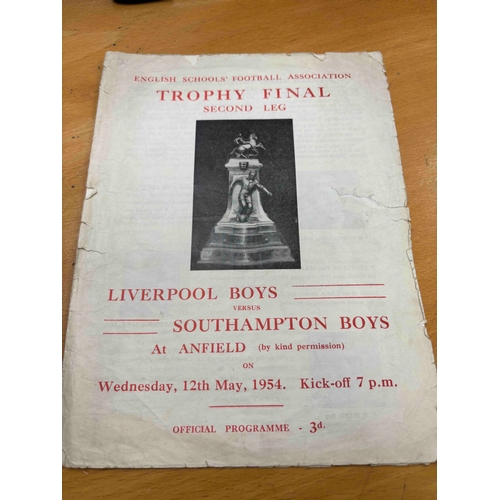 ENGLISH SCHOOLS' FOOTBALL ASSOCIATION
TROPHY FINAL
SECOND LEG
LIVERPOOL BOYS
VERSUS
SOUTHAMPTON BOYS
At ANFIELD (by kind permission)
ON
Wednesday, 12th May, 1954. Kick-off 7 p.m.
OFFICIAL PROGRAMME - 3d.